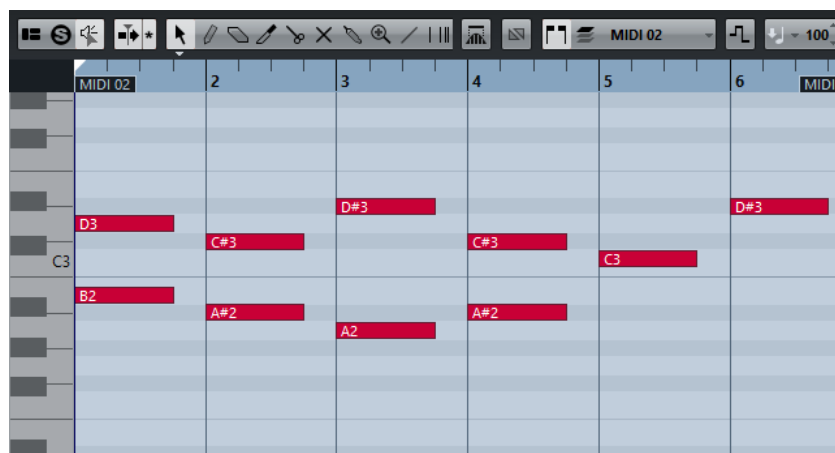 MIDI 02 100
2 3 4 5 6
MIDI 02 MIDI
D#3 D#3
D3
C#3 C#3
C3 C3
B2
A#2 A#2
A2